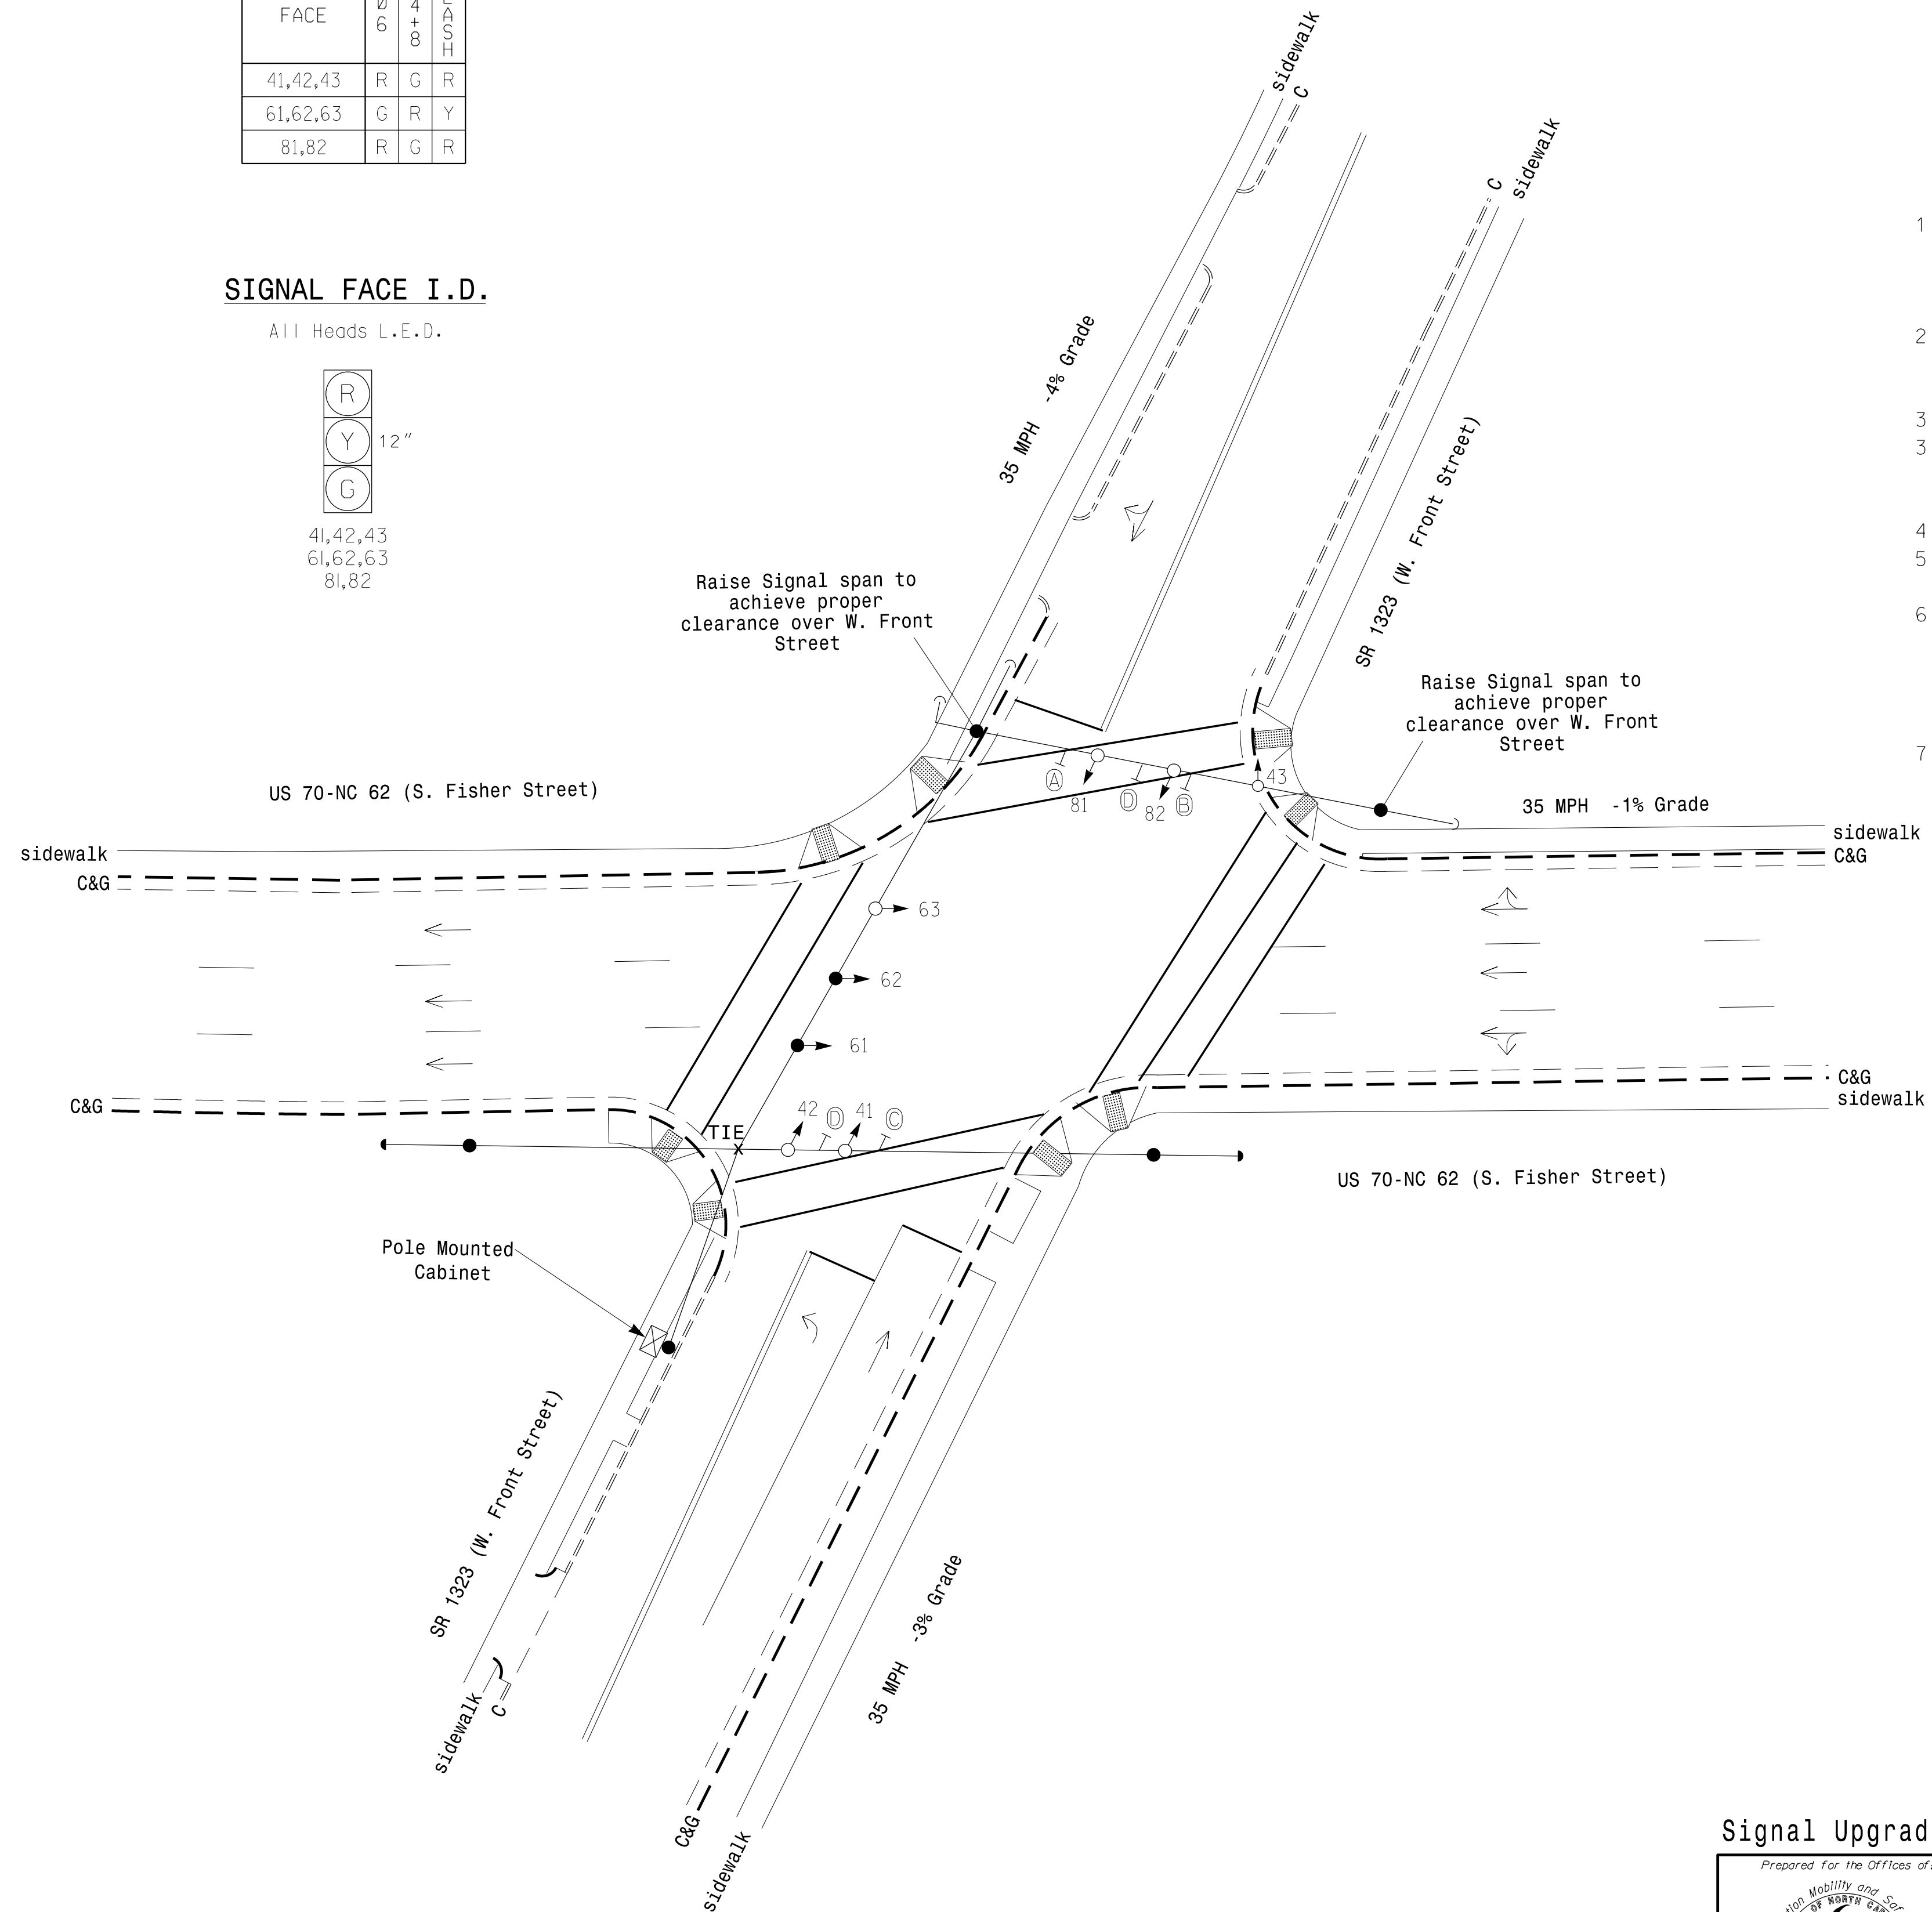 FACE
Ø
6
4
+
8
A
S
H
41,42,43 R G R
61,62,63 G R Y
81,82 R G R
SIGNAL FACE I.D.
All Heads L.E.D.
R
Y 12"
G
41,42,43
61,62,63
81,82
sidewalk
C
C
sidewalk
35 MPH -4% Grade
SR 1323 (W. Front Street)
1
2
3
3
4
5
6
7
Raise Signal span to
achieve proper
clearance over W. Front
Street
Raise Signal span to
achieve proper
clearance over W. Front
Street
US 70-NC 62 (S. Fisher Street)
35 MPH -1% Grade
A
81
D
82
B
43
sidewalk
C&G
sidewalk
C&G
63
62
61
C&G
C&G
sidewalk
TIE
X
42
D
41
C
US 70-NC 62 (S. Fisher Street)
Pole Mounted
Cabinet
SR 1323 (W. Front Street)
35 MPH -3% Grade
sidewalk
C
C&G
sidewalk
Signal Upgrad
Prepared for the Offices of:
Mobility and
OF NORTH